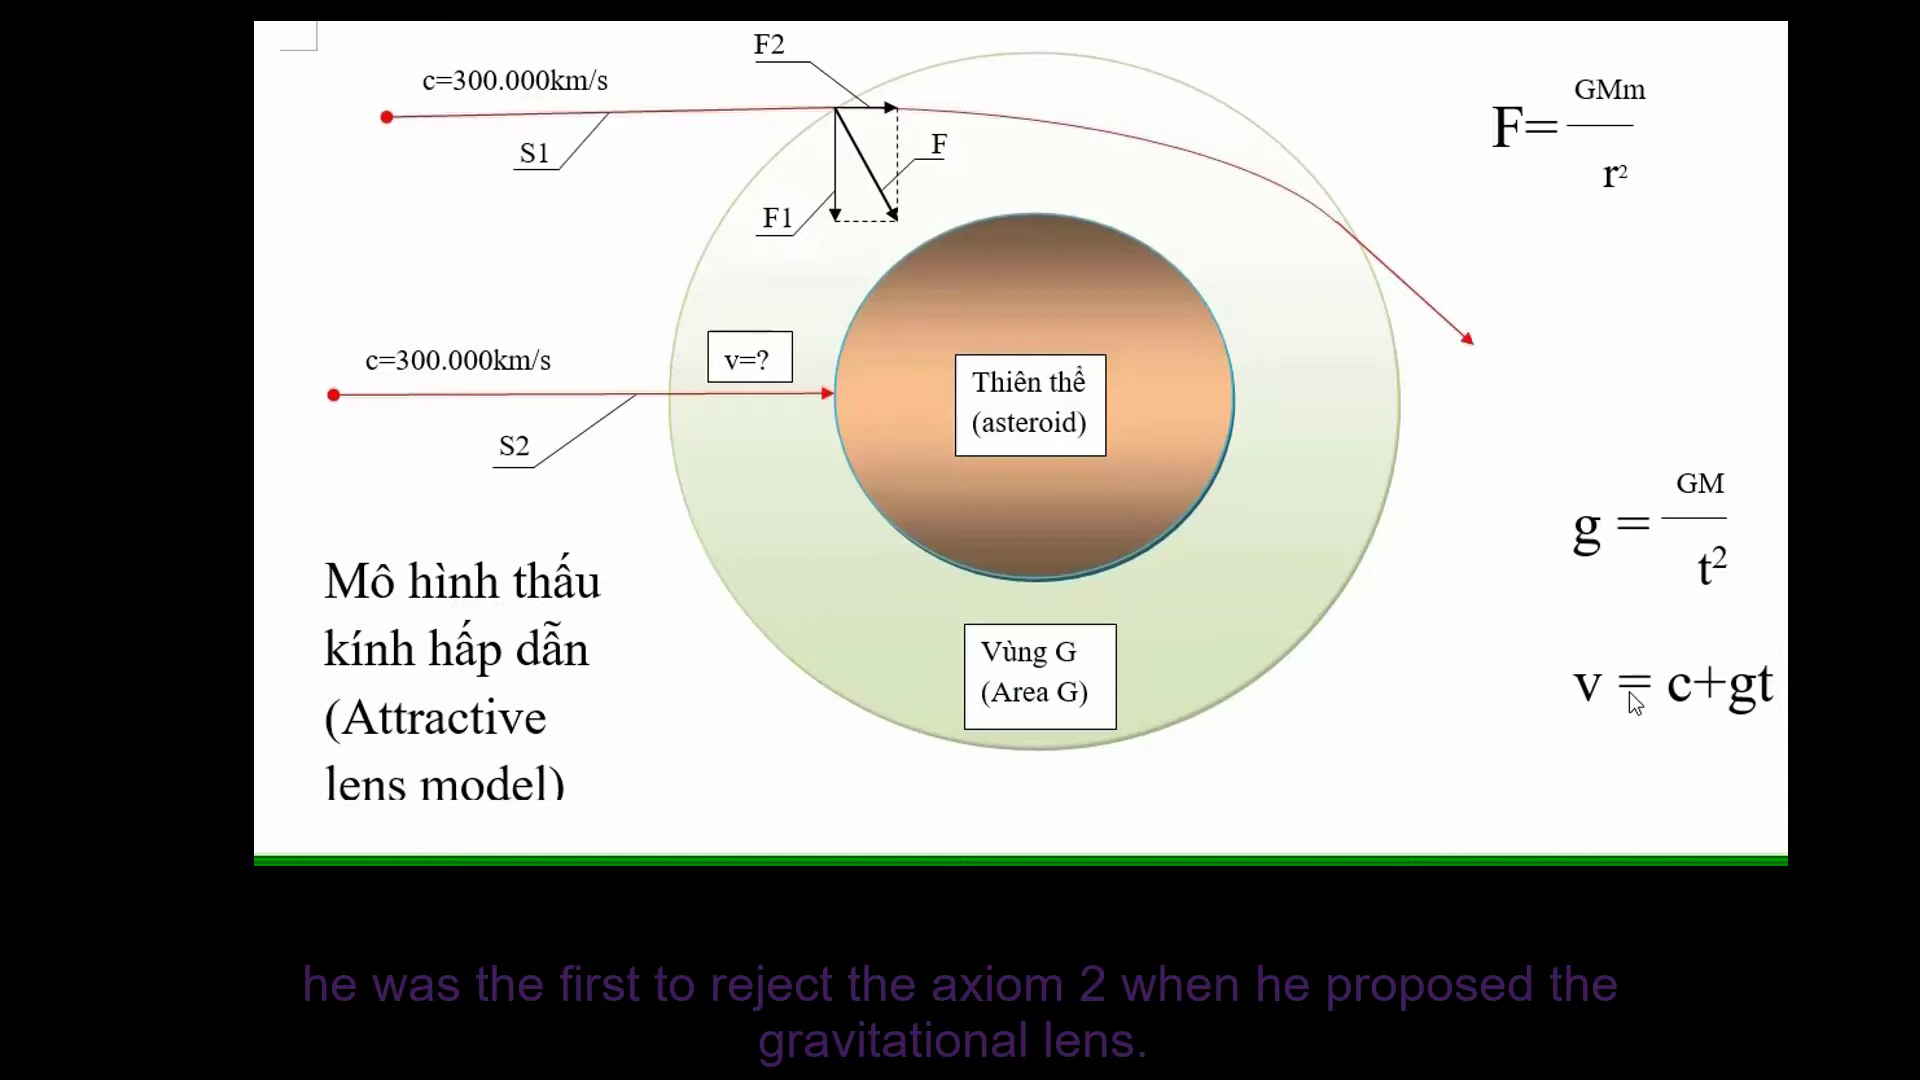 F2
c=300.000km/s
S1
F
F1
F=
GMm
r²
c=300.000km/s
v=?
S2
Thiên thể
(asteroid)
GM
g =
t²
Mô hình thấu
kính hấp dẫn
(Attractive
lens model)
Vùng G
(Area G)
v = c+gt
he was the first to reject the axiom 2 when he proposed the
gravitational lens.